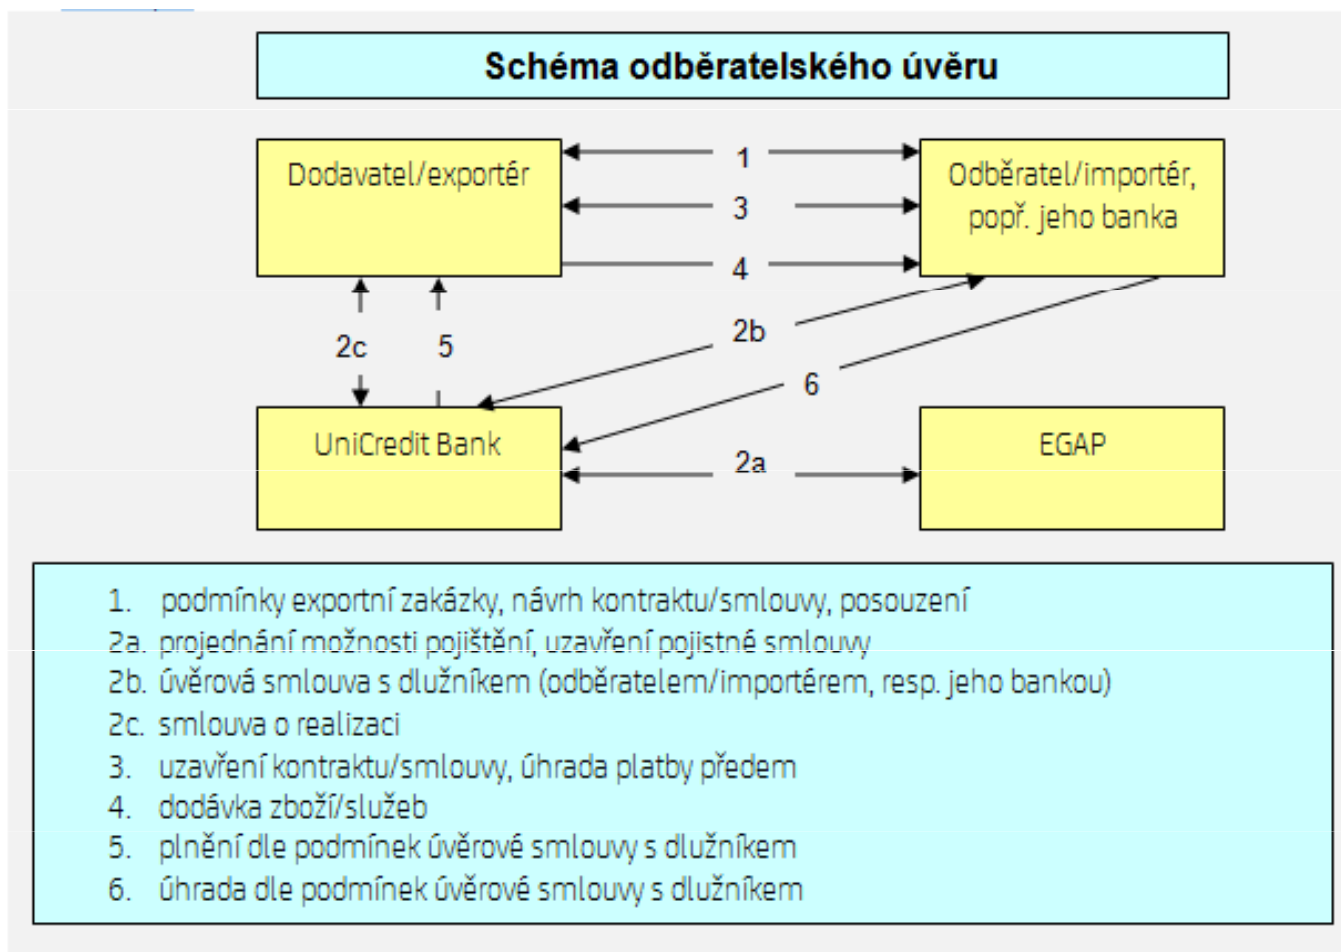 Schéma odběratelského úvěru
Dodavatel/exportér
1
3
4
Odběratel/importér,
popř. jeho banka
2c
5
2b
6
UniCredit Bank
2a
EGAP
1. podmínky exportní zakázky, návrh kontraktu/smlouvy, posouzení
2a. projednání možnosti pojištění, uzavření pojistné smlouvy
2b. úvěrová smlouva s dlužníkem (odběratelem/importérem, resp. jeho bankou)
2c. smlouva o realizaci
3. uzavření kontraktu/smlouvy, úhrada platby předem
4. dodávka zboží/služeb
5. plnění dle podmínek úvěrové smlouvy s dlužníkem
6. úhrada dle podmínek úvěrové smlouvy s dlužníkem